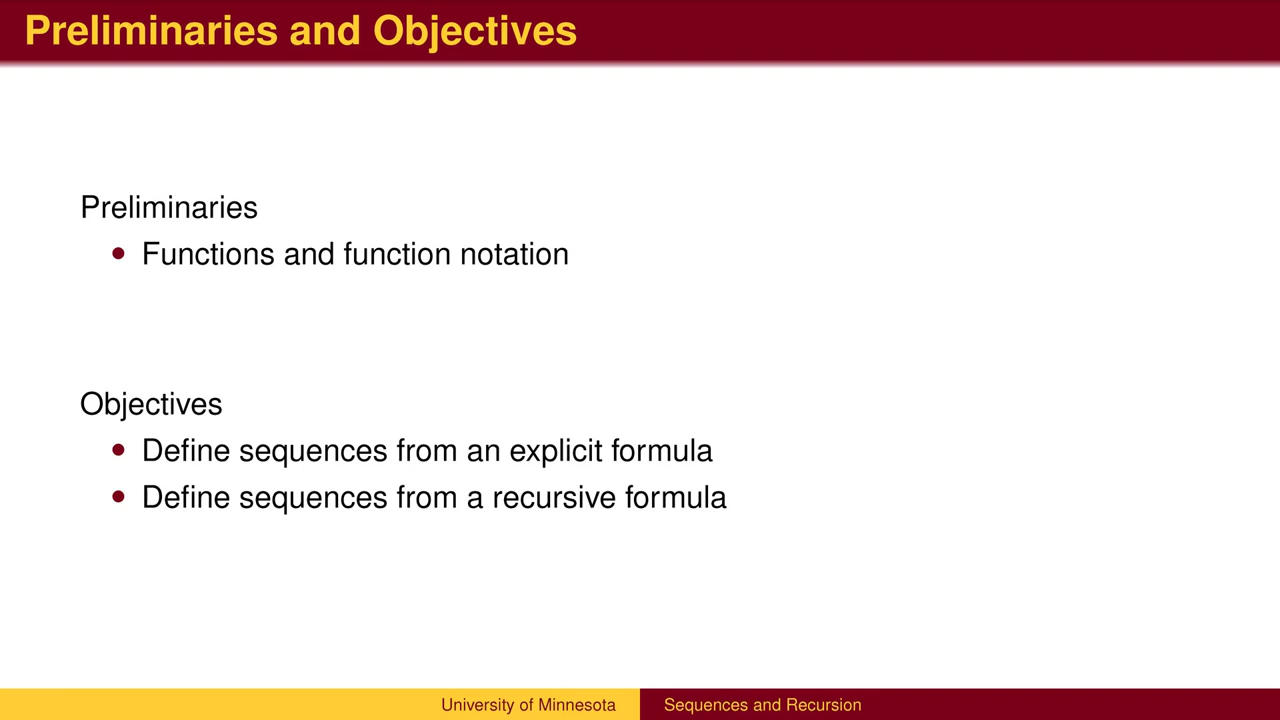 Preliminaries and Objectives
Preliminaries
• Functions and function notation
Objectives
• Define sequences from an explicit formula
• Define sequences from a recursive formula
University of Minnesota
Sequences and Recursion